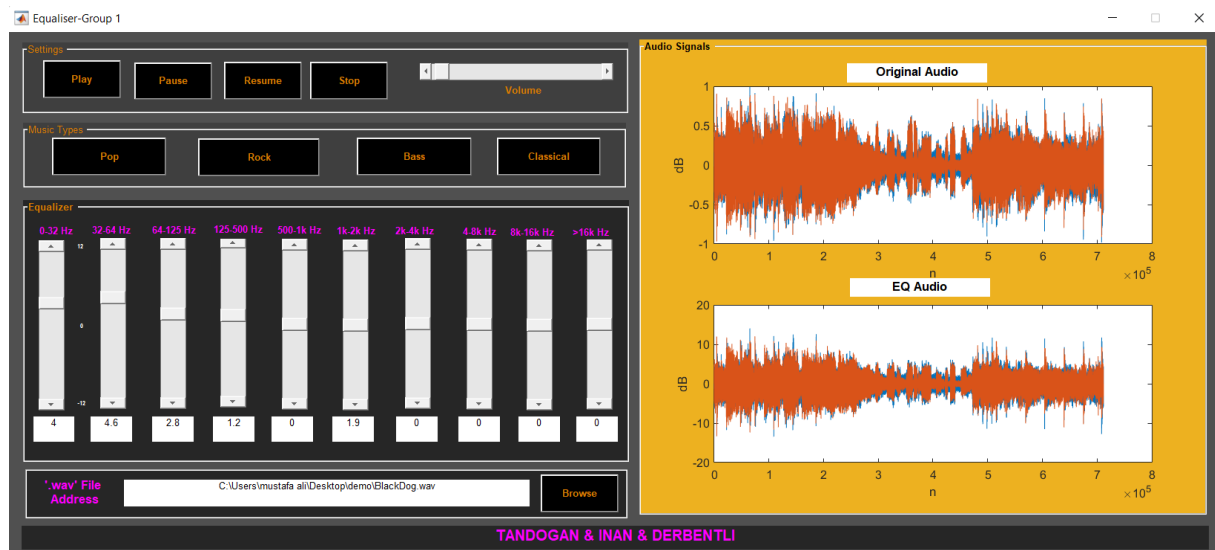 Equaliser-Group 1
Settings
Play Pause Resume Stop
Volume
Music Types
Pop Rock Bass Classical
Equalizer
0-32 Hz 32-64 Hz 64-125 Hz 125-500 Hz 500-1k Hz 1k-2k Hz 2k-4k Hz 4-8k Hz 8k-16k Hz >16k Hz
12
0
-12
4 4.6 2.8 1.2 0 1.9 0 0 0 0
'.wav' File
Address
C:\Users\mustafa ali\Desktop\demo\BlackDog.wav
Browse
Audio Signals
Original Audio
1
0.5
0
-0.5
-1
dB
0 1 2 3 4 5 6 7 8
n
×10^5
EQ Audio
20
10
0
-10
-20
dB
0 1 2 3 4 5 6 7 8
n
×10^5
TANDOGAN & INAN & DERBENTLI